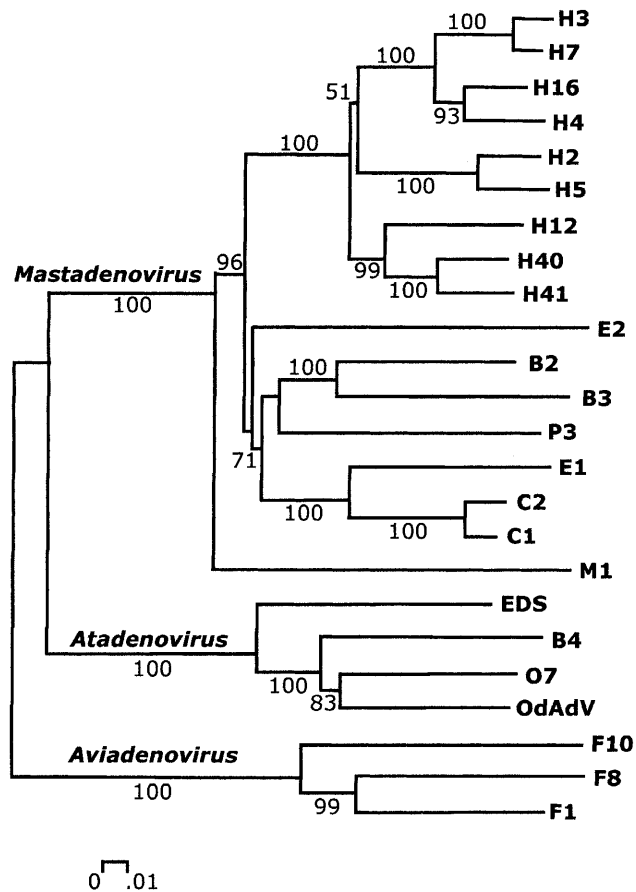 H3
100
H7
100
H16
51
93
H4
H2
100
100
H5
H12
96
99
H40
Mastadenovirus
100
100
H41
E2
100
B2
B3
71
P3
E1
100
C2
100
C1
M1
EDS
Atadenovirus
B4
100
100
O7
83
OdAdV
F10
Aviadenovirus
F8
100
99
F1
0 .01